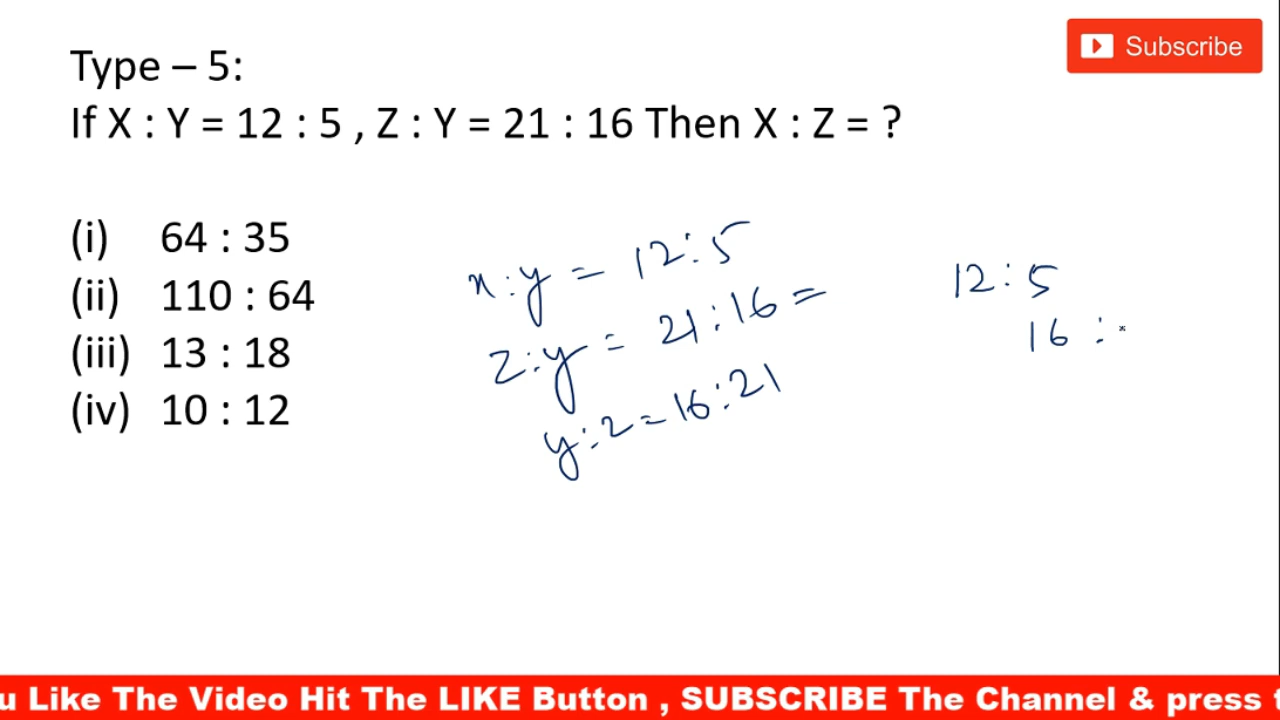 Subscribe
Type – 5:
If X : Y = 12 : 5 , Z : Y = 21 : 16 Then X : Z = ?
(i) 64 : 35
(ii) 110 : 64
(iii) 13 : 18
(iv) 10 : 12
x : y = 12 : 5
z : y = 21 : 16 =
y : z = 16 : 21
12 : 5
16 :
u Like The Video Hit The LIKE Button , SUBSCRIBE The Channel & press t